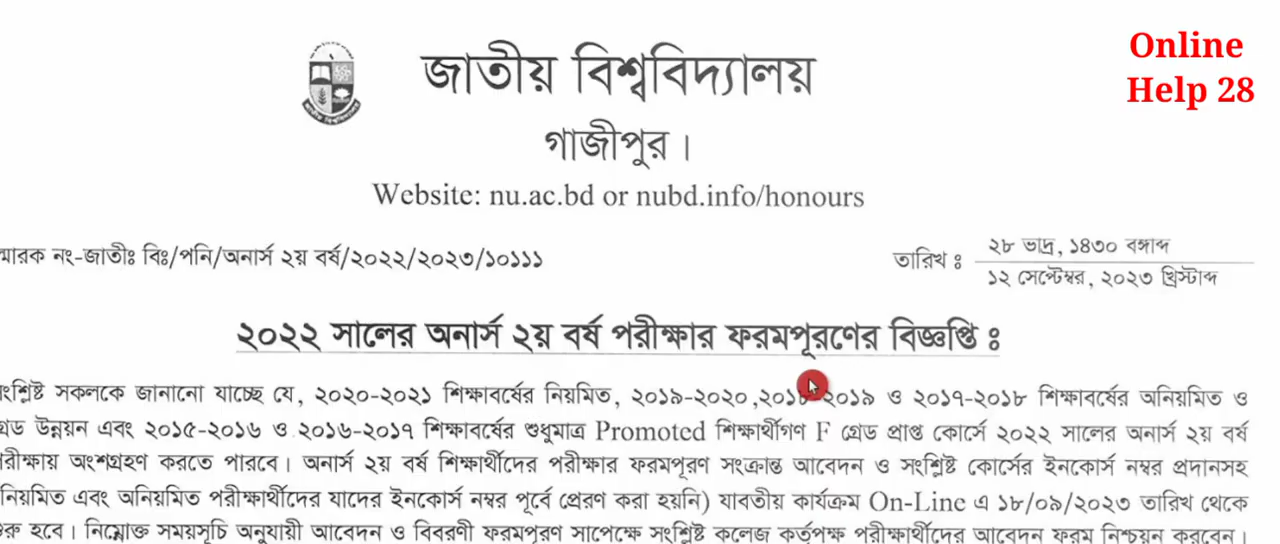 জাতীয় বিশ্ববিদ্যালয়
Online
Help 28
গাজীপুর।
Website: nu.ac.bd or nubd.info/honours
স্মারক নং-জাতীঃ বিঃ/পনি/অনার্স ২য় বর্ষ/২০২২/২০২৩/১০১১১
তারিখ ঃ
২৮ ভাদ্র, ১৪৩০ বঙ্গাব্দ
১২ সেপ্টেম্বর, ২০২৩ খ্রিস্টাব্দ
২০২২ সালের অনার্স ২য় বর্ষ পরীক্ষার ফরমপূরণের বিজ্ঞপ্তি ঃ
সকলকে জানানো যাচ্ছে যে, ২০২০-২০২১ শিক্ষাবর্ষের নিয়মিত, ২০১৯-২০২০ ,২০১৮-২০১৯ ও ২০১৭-২০১৮ শিক্ষাবর্ষের অনিয়মিত ও
উন্নয়ন এবং ২০১৫-২০১৬ ও ২০১৬-২০১৭ শিক্ষাবর্ষের শুধুমাত্র Promoted শিক্ষার্থীগণ F গ্রেড প্রাপ্ত কোর্সে ২০২২ সালের অনার্স ২য় বর্ষ
রীক্ষায় অংশগ্রহণ করতে পারবে। অনার্স ২য় বর্ষ শিক্ষার্থীদের পরীক্ষার ফরমপূরণ সংক্রান্ত আবেদন ও সংশ্লিষ্ট কোর্সের ইনকোর্স নম্বর প্রদানসহ
নিয়মিত এবং অনিয়মিত পরীক্ষার্থীদের যাদের ইনকোর্স নম্বর পূর্বে প্রেরণ করা হয়নি) যাবতীয় কার্যক্রম On-Line এ ১৮/০৯/২০২৩ তারিখ থেকে
হবে। নিম্নোক্ত সময়সূচি অনুযায়ী আবেদন ও বিবরণী ফরমপূরণ সাপেক্ষে সংশ্লিষ্ট কলেজ কর্তৃপক্ষ পরীক্ষার্থীদের আবেদন ফরম নিশ্চয়ন করবেন।